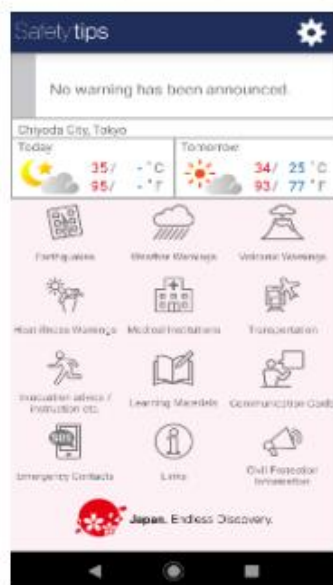 Safety tips
No warning has been announced.
Chiyoda City, Tokyo
Today
Tomorrow
35/ - °C
95/ - °F
34/ 25 °C
93/ 77 °F
Earthquakes
Weather Warnings
Volcanic Warnings
Heat Illness Warnings
Medical Institutions
Transportation
Evacuation advice /
instruction etc.
Learning Materials
Communication Cards
SOS
Emergency Contacts
Links
Civil Protection
Information
Japan. Endless Discovery.